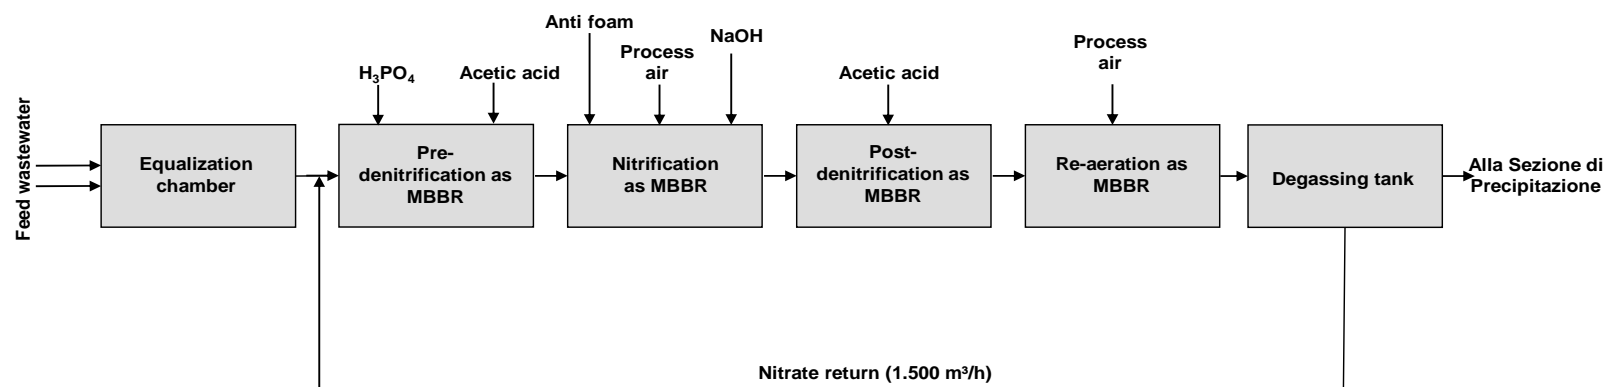 Anti foam
NaOH
Process
air
Process
air
H₃PO₄
Acetic acid
Acetic acid
Feed wastewater
Equalization
chamber
Pre-
denitrification as
MBBR
Nitrification
as MBBR
Post-
denitrification as
MBBR
Re-aeration as
MBBR
Degassing tank
Alla Sezione di
Precipitazione
Nitrate return (1.500 m³/h)